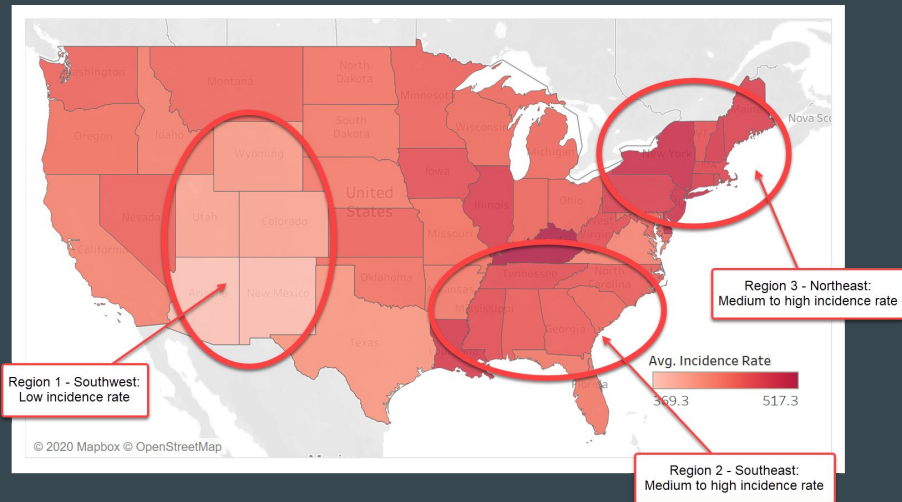 Washington
Montana
North
Dakota
Minnesota
Oregon
Idaho
South
Dakota
Wisconsin
Michigan
New York
Nova Sco
Wyoming
Iowa
United
States
Nevada
Utah
Colorado
Illinois
Ohio
West
Virginia
California
Missouri
Tennessee
North
Carolina
Oklahoma
Arizona
New Mexico
Mississippi
Georgia
Texas
Florida
Region 3 - Northeast:
Medium to high incidence rate
Avg. Incidence Rate
369.3
517.3
Region 1 - Southwest:
Low incidence rate
© 2020 Mapbox © OpenStreetMap
Region 2 - Southeast:
Medium to high incidence rate